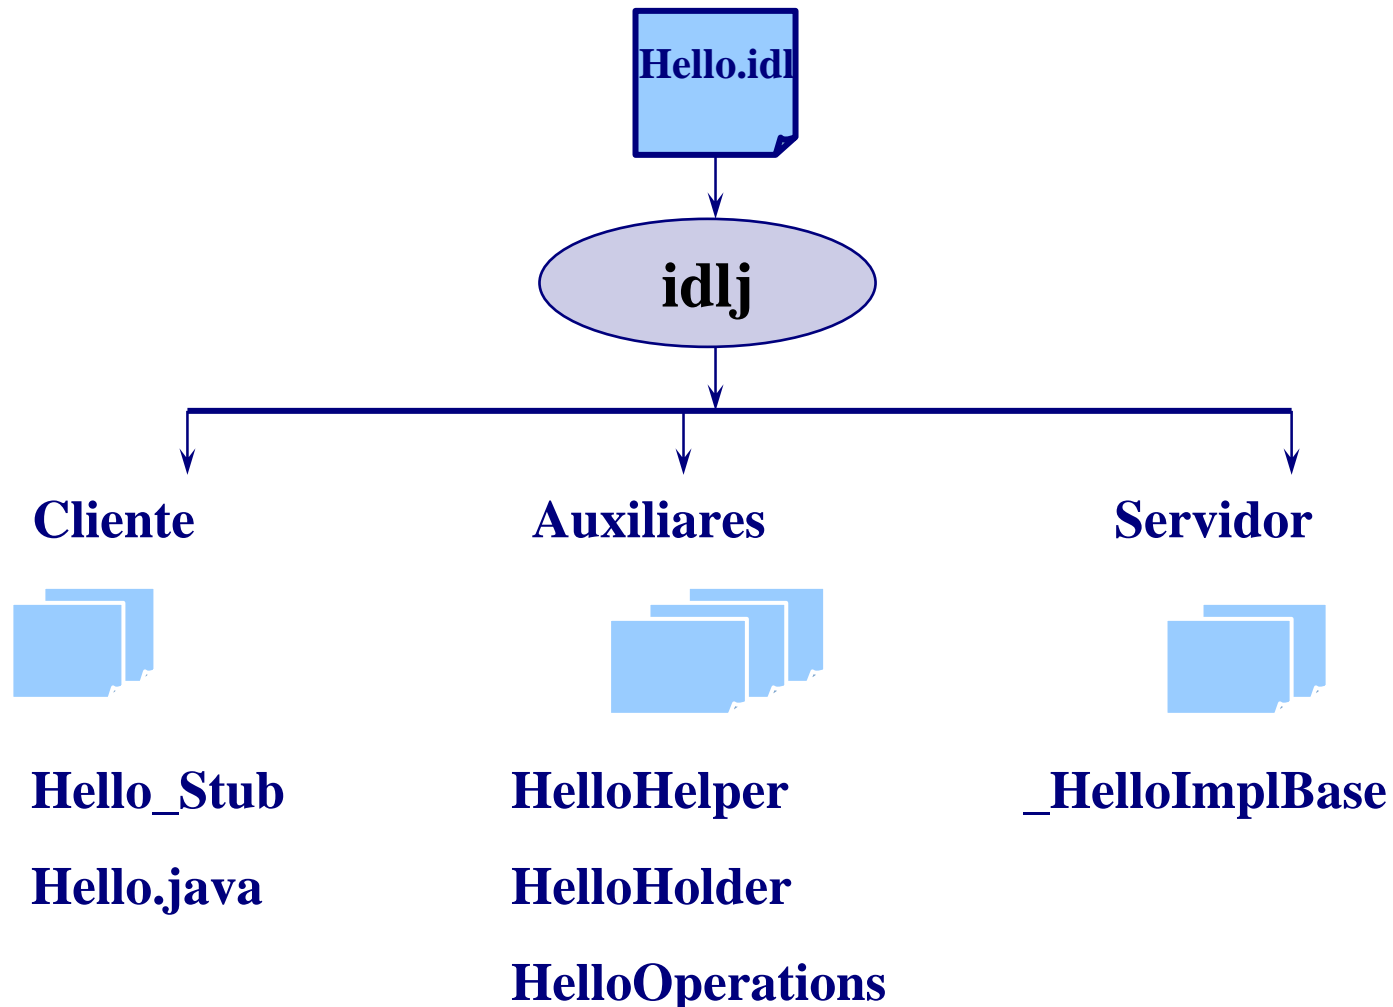 Hello.idl
idlj
Cliente
Auxiliares
Servidor
Hello_Stub
HelloHelper
_HelloImplBase
Hello.java
HelloHolder
HelloOperations